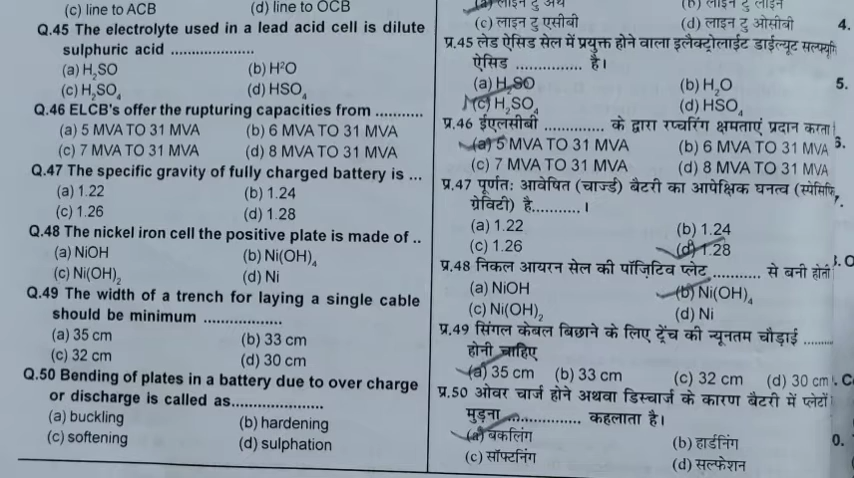 (c) line to ACB (d) line to OCB
Q.45 The electrolyte used in a lead acid cell is dilute
sulphuric acid ....................
(a) H₂SO (b) H²O
(c) H₂SO₄ (d) HSO₄
Q.46 ELCB's offer the rupturing capacities from ...........
(a) 5 MVA TO 31 MVA (b) 6 MVA TO 31 MVA
(c) 7 MVA TO 31 MVA (d) 8 MVA TO 31 MVA
Q.47 The specific gravity of fully charged battery is ...
(a) 1.22 (b) 1.24
(c) 1.26 (d) 1.28
Q.48 The nickel iron cell the positive plate is made of ..
(a) NiOH (b) Ni(OH)₄
(c) Ni(OH)₂ (d) Ni
Q.49 The width of a trench for laying a single cable
should be minimum ...................
(a) 35 cm (b) 33 cm
(c) 32 cm (d) 30 cm
Q.50 Bending of plates in a battery due to over charge
or discharge is called as......................
(a) buckling (b) hardening
(c) softening (d) sulphation
(a) लाइन टु अर्थ (b) लाइन टु लाइन
(c) लाइन टु एसीबी (d) लाइन टु ओसीबी
प्र.45 लेड ऐसिड सेल में प्रयुक्त होने वाला इलैक्ट्रोलाईट डाईल्यूट
ऐसिड ............... है।
(a) H₂SO (b) H₂O
(c) H₂SO₄ (d) HSO₄
प्र.46 ईएलसीबी .............. के द्वारा रप्चरिंग क्षमताएं प्रदान करता
(a) 5 MVA TO 31 MVA (b) 6 MVA TO 31 MVA
(c) 7 MVA TO 31 MVA (d) 8 MVA TO 31 MVA
प्र.47 पूर्णतः आवेषित (चार्ज्ड) बैटरी का आपेक्षिक घनत्व
ग्रेविटी) है........... ।
(a) 1.22 (b) 1.24
(c) 1.26 (d) 1.28
प्र.48 निकल आयरन सेल की पॉज़िटिव प्लेट ........... से बनी होती
(a) NiOH (b) Ni(OH)₄
(c) Ni(OH)₂ (d) Ni
प्र.49 सिंगल केबल बिछाने के लिए ट्रेंच की न्यूनतम चौड़ाई .........
होनी चाहिए
(a) 35 cm (b) 33 cm (c) 32 cm (d) 30 cm
प्र.50 ओवर चार्ज होने अथवा डिस्चार्ज के कारण बैटरी में प्लेटों
मुड़ना .................. कहलाता है।
(a) बकलिंग (b) हार्डनिंग
(c) सॉफ्टनिंग (d) सल्फेशन
4.
5.